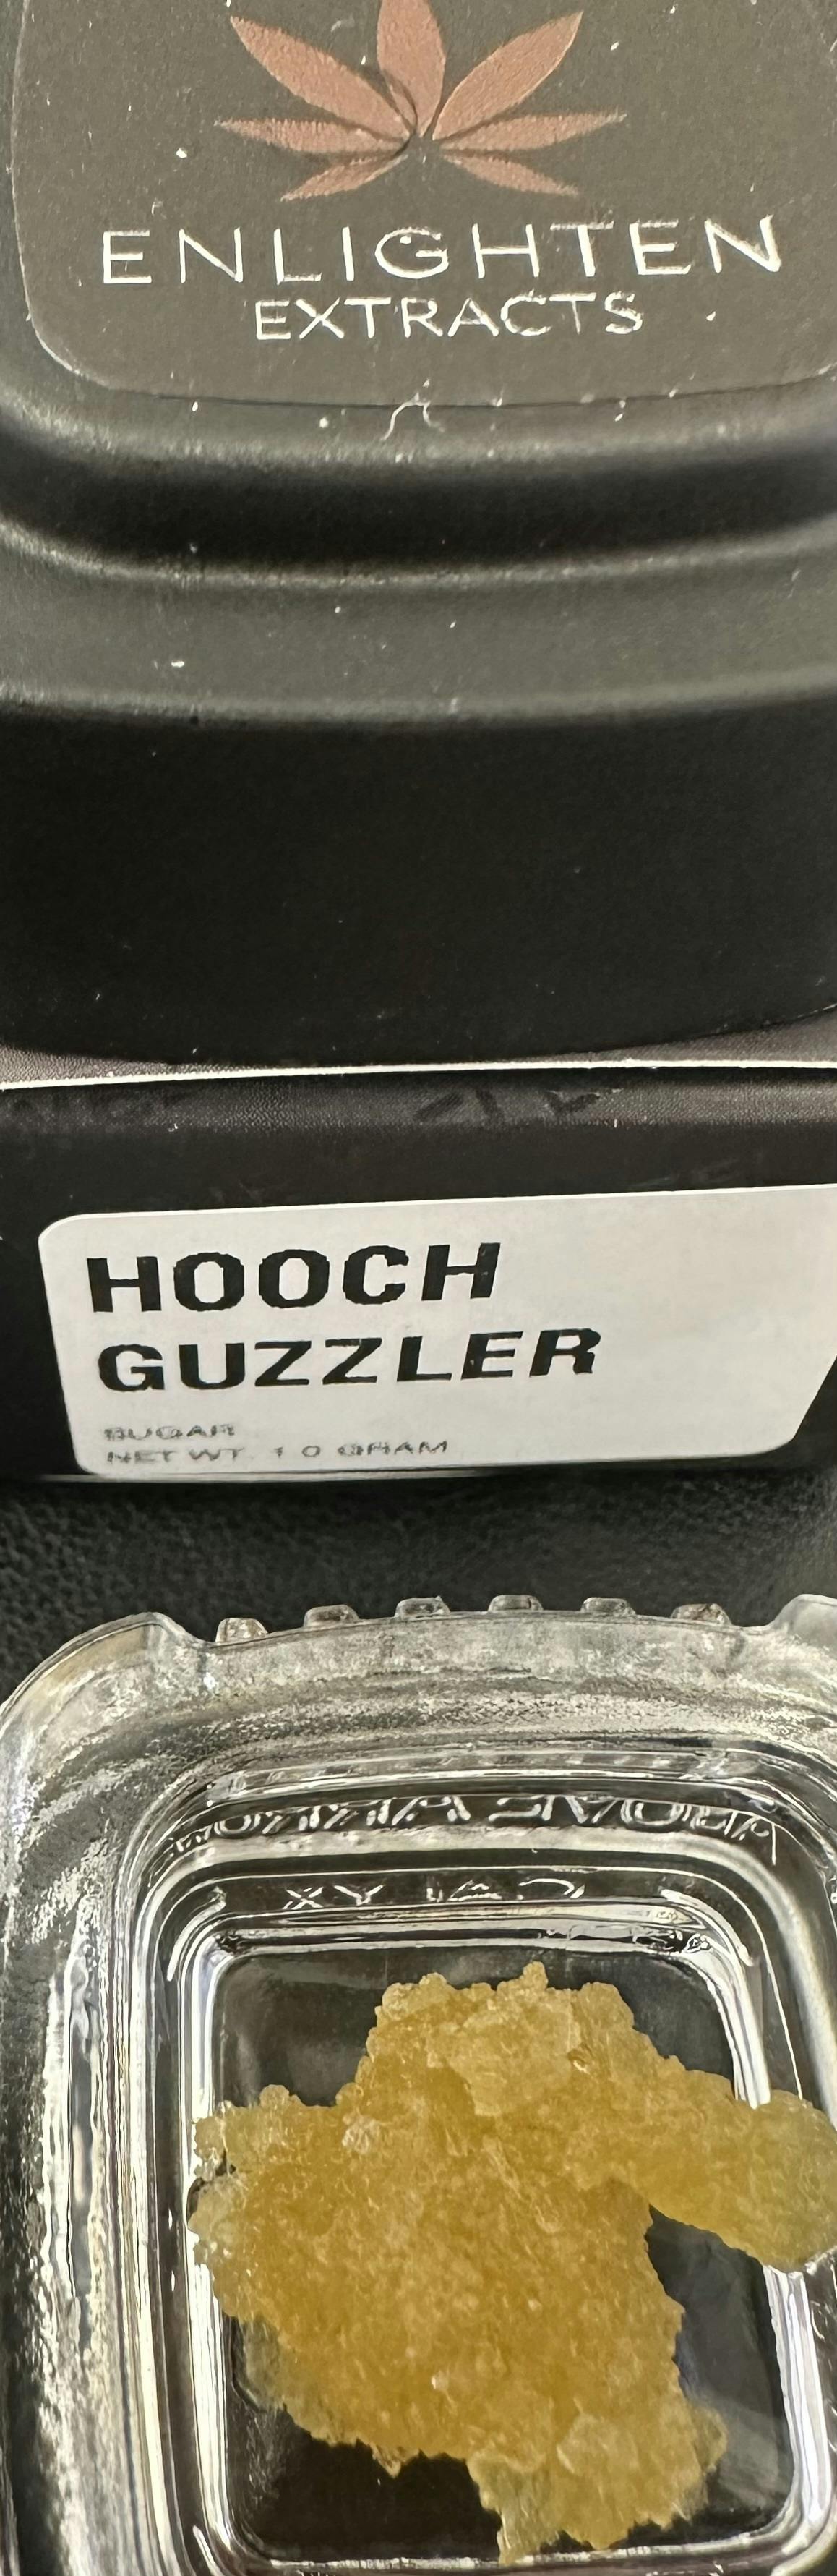 ENLIGHTEN
EXTRACTS
HOOCH
GUZZLER
SUGAR
NET WT. 1.0 GRAM